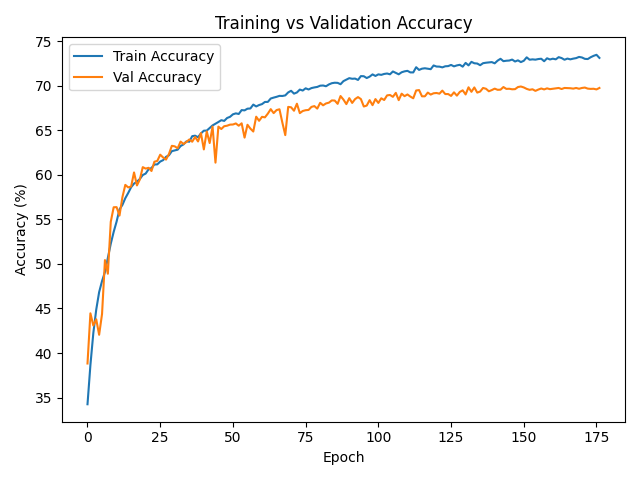 Training vs Validation Accuracy
Train Accuracy
Val Accuracy
75
70
65
60
55
50
45
40
35
Accuracy (%)
0 25 50 75 100 125 150 175
Epoch